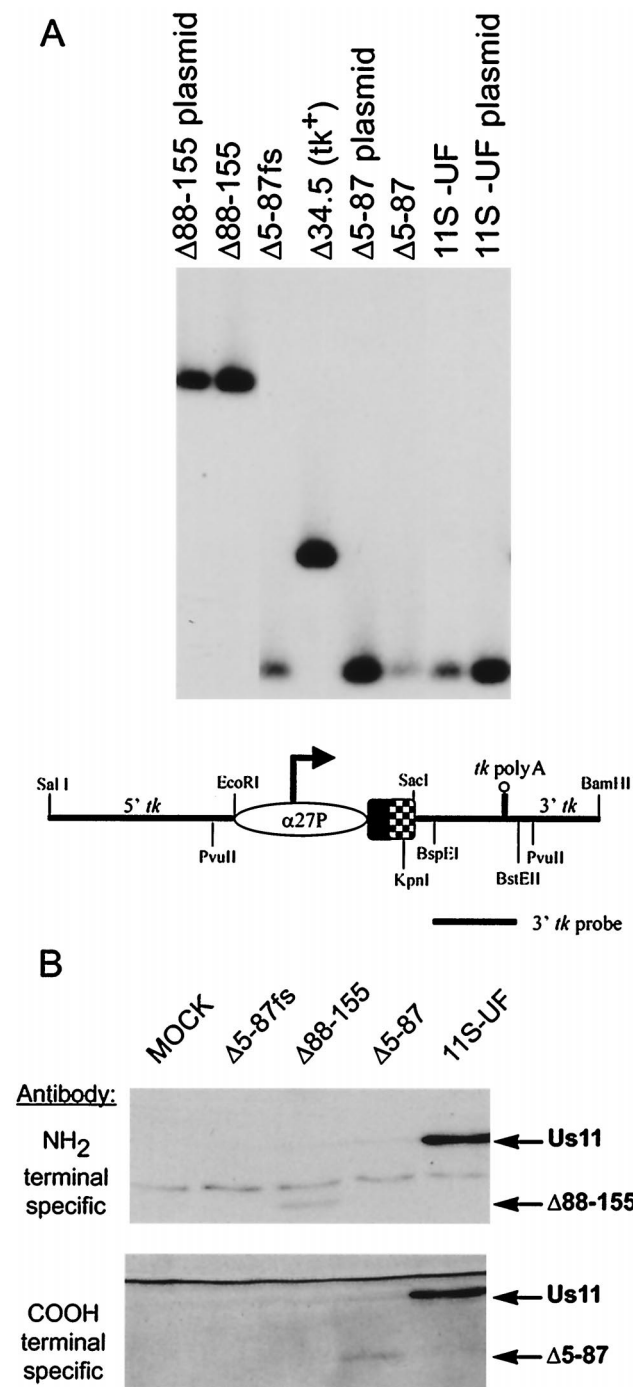 A
Δ88-155 plasmid
Δ88-155
Δ5-87fs
Δ34.5 (tk+)
Δ5-87 plasmid
Δ5-87
11S -UF
11S -UF plasmid
Sal I
5' tk
PvuII
EcoRI
α27P
SacI
KpnI
BspEI
tk polyA
BstEII
PvuII
3' tk
BamHI
3' tk probe
B
MOCK
Δ5-87fs
Δ88-155
Δ5-87
11S-UF
Antibody:
NH2
terminal
specific
Us11
Δ88-155
COOH
terminal
specific
Us11
Δ5-87